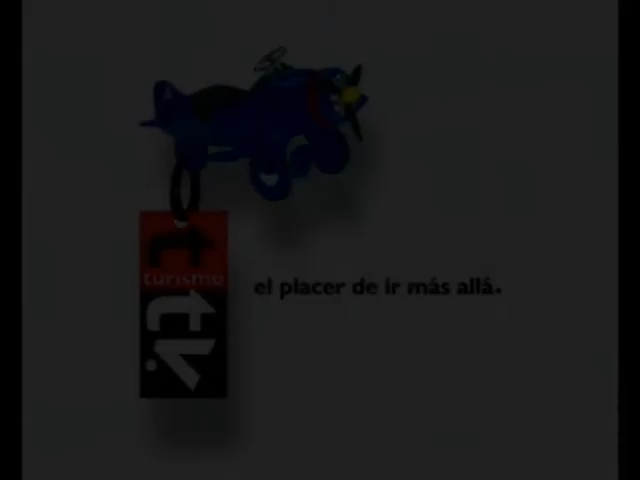 t
turismo
tv.
el placer de ir más allá.